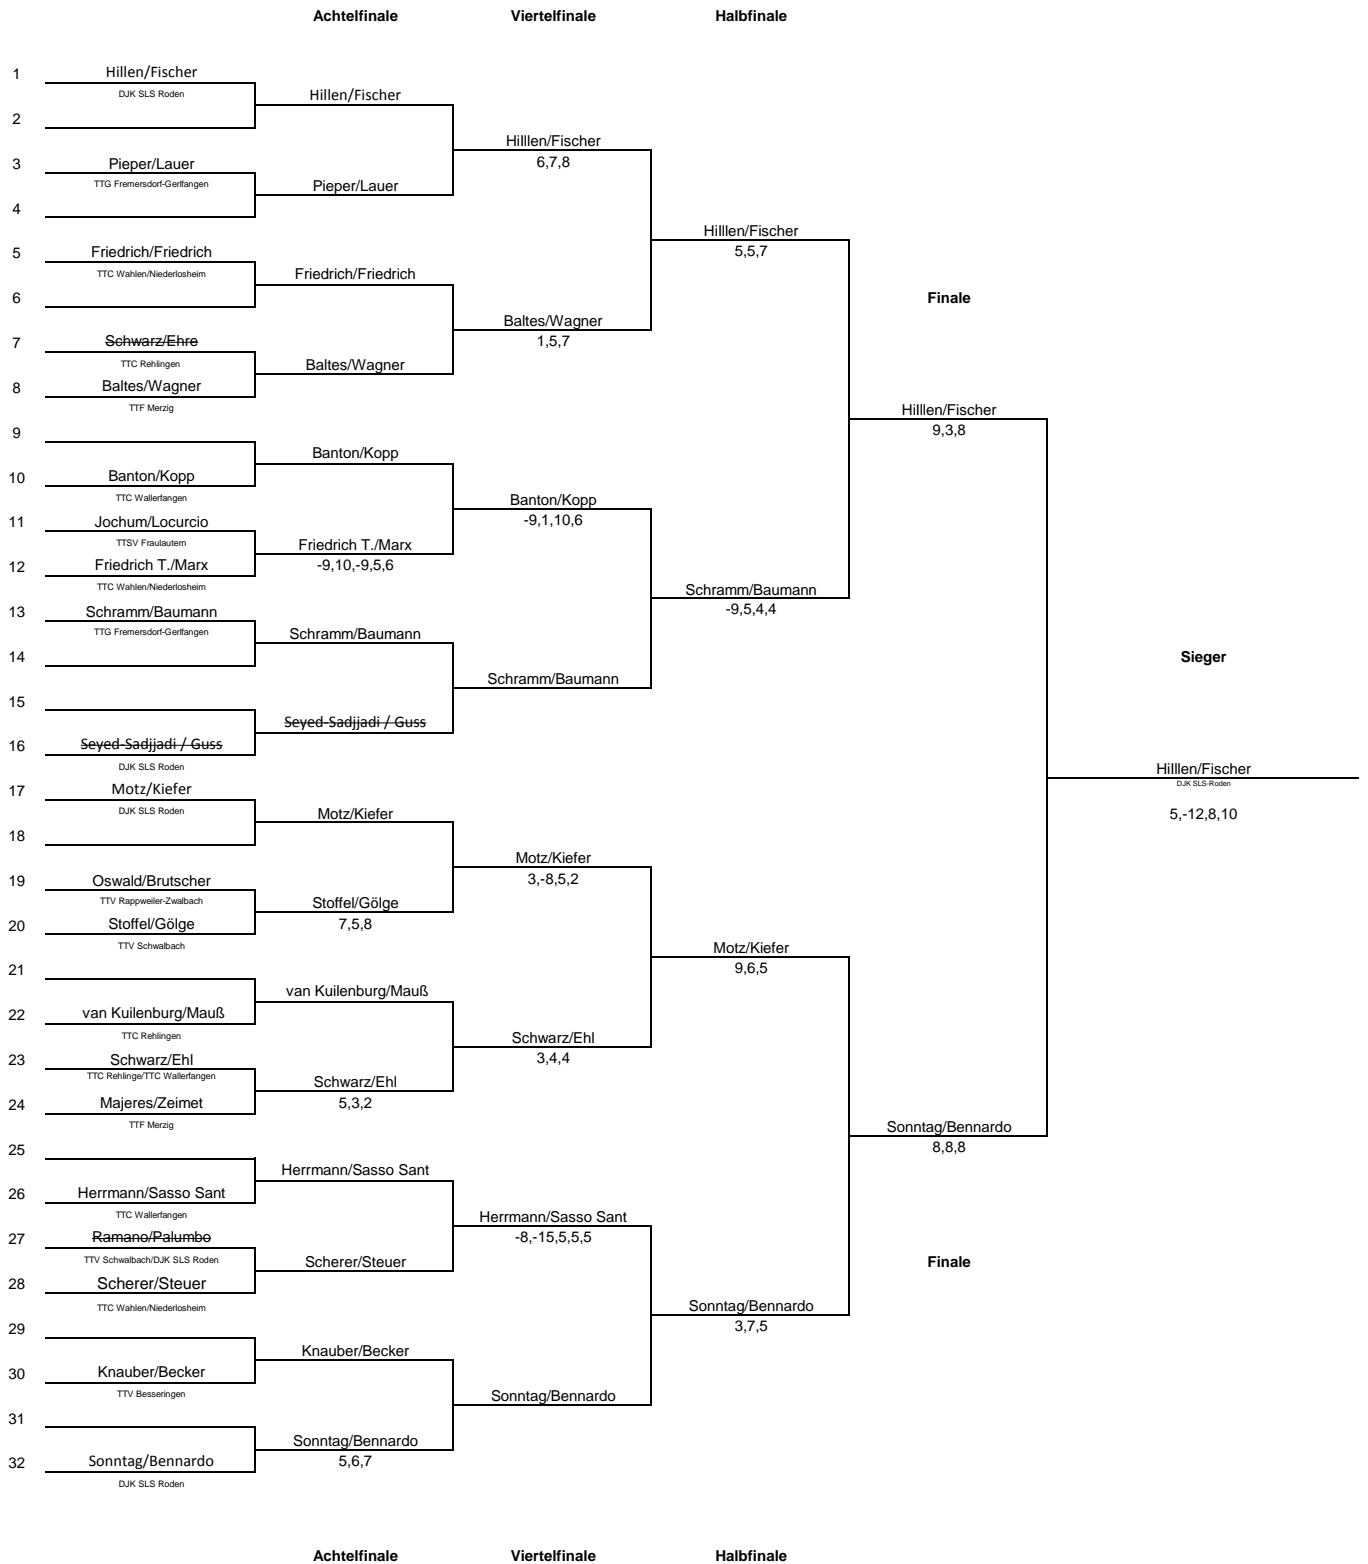 Achtelfinale Viertelfinale Halbfinale
1 Hillen/Fischer
DJK SLS Roden
Hillen/Fischer
2
Hilllen/Fischer
6,7,8
3 Pieper/Lauer
TTG Fremersdorf-Gerlfangen
Pieper/Lauer
4
Hilllen/Fischer
5,5,7
5 Friedrich/Friedrich
TTC Wahlen/Niederlosheim
Friedrich/Friedrich
6
Finale
Baltes/Wagner
1,5,7
7 Schwarz/Ehre
TTC Rehlingen
Baltes/Wagner
8 Baltes/Wagner
TTF Merzig
Hilllen/Fischer
9,3,8
9
Banton/Kopp
10 Banton/Kopp
TTC Wallerfangen
Banton/Kopp
-9,1,10,6
11 Jochum/Locurcio
TTSV Fraulautern
Friedrich T./Marx
-9,10,-9,5,6
12 Friedrich T./Marx
TTC Wahlen/Niederlosheim
Schramm/Baumann
-9,5,4,4
13 Schramm/Baumann
TTG Fremersdorf-Gerlfangen
Schramm/Baumann
14
Sieger
Schramm/Baumann
15
Seyed-Sadjjadi / Guss
16 Seyed-Sadjjadi / Guss
DJK SLS Roden
Hilllen/Fischer
DJK SLS-Roden
5,-12,8,10
17 Motz/Kiefer
DJK SLS Roden
Motz/Kiefer
18
Motz/Kiefer
3,-8,5,2
19 Oswald/Brutscher
TTV Rappweiler-Zwalbach
Stoffel/Gölge
7,5,8
20 Stoffel/Gölge
TTV Schwalbach
Motz/Kiefer
9,6,5
21
van Kuilenburg/Mauß
22 van Kuilenburg/Mauß
TTC Rehlingen
Schwarz/Ehl
3,4,4
23 Schwarz/Ehl
TTC Rehlinge/TTC Wallerfangen
Schwarz/Ehl
5,3,2
24 Majeres/Zeimet
TTF Merzig
Sonntag/Bennardo
8,8,8
25
Herrmann/Sasso Sant
26 Herrmann/Sasso Sant
TTC Wallerfangen
Herrmann/Sasso Sant
-8,-15,5,5,5
27 Ramano/Palumbo
TTV Schwalbach/DJK SLS Roden
Scherer/Steuer
Finale
28 Scherer/Steuer
TTC Wahlen/Niederlosheim
Sonntag/Bennardo
3,7,5
29
Knauber/Becker
30 Knauber/Becker
TTV Besseringen
Sonntag/Bennardo
31
Sonntag/Bennardo
5,6,7
32 Sonntag/Bennardo
DJK SLS Roden
Achtelfinale Viertelfinale Halbfinale